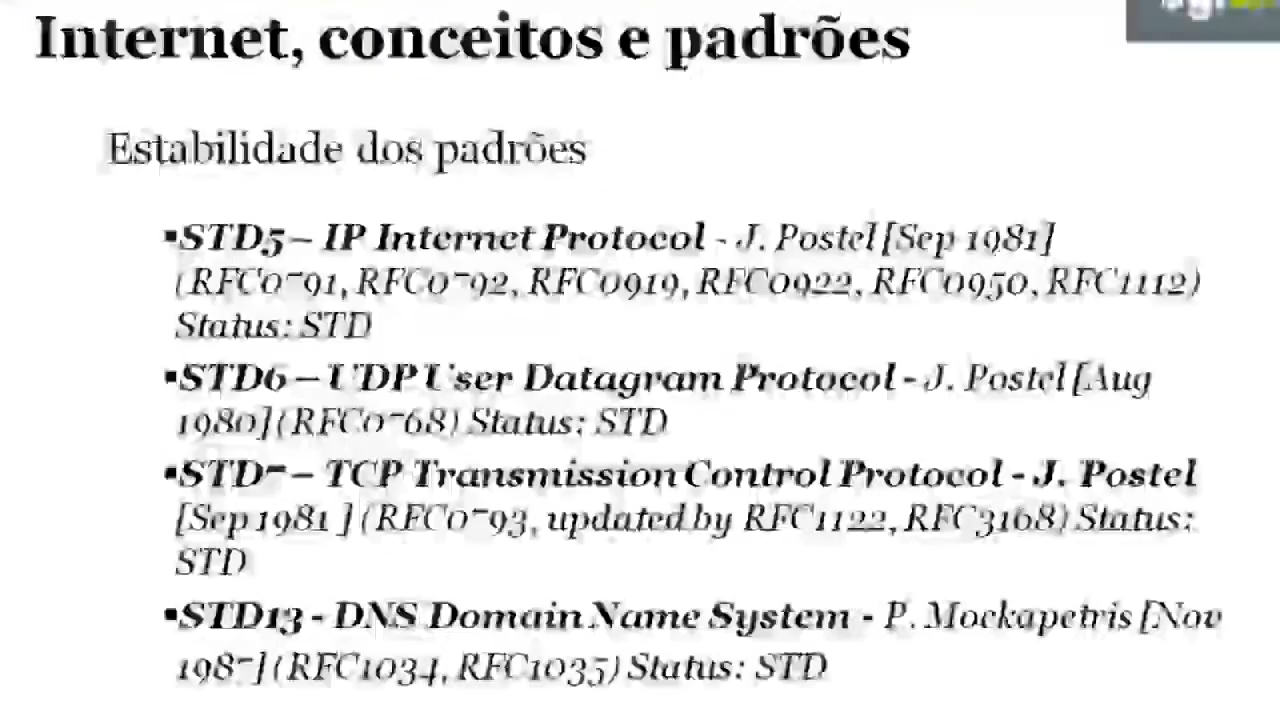 Internet, conceitos e padrões
Estabilidade dos padrões
▪STD5 – IP Internet Protocol - J. Postel [Sep 1981]
(RFC0791, RFC0792, RFC0919, RFC0922, RFC0950, RFC1112)
Status: STD
▪STD6 – UDP User Datagram Protocol - J. Postel [Aug
1980] (RFC0768) Status: STD
▪STD7 – TCP Transmission Control Protocol - J. Postel
[Sep 1981 ] (RFC0793, updated by RFC1122, RFC3168) Status:
STD
▪STD13 - DNS Domain Name System - P. Mockapetris [Nov
1987] (RFC1034, RFC1035) Status: STD